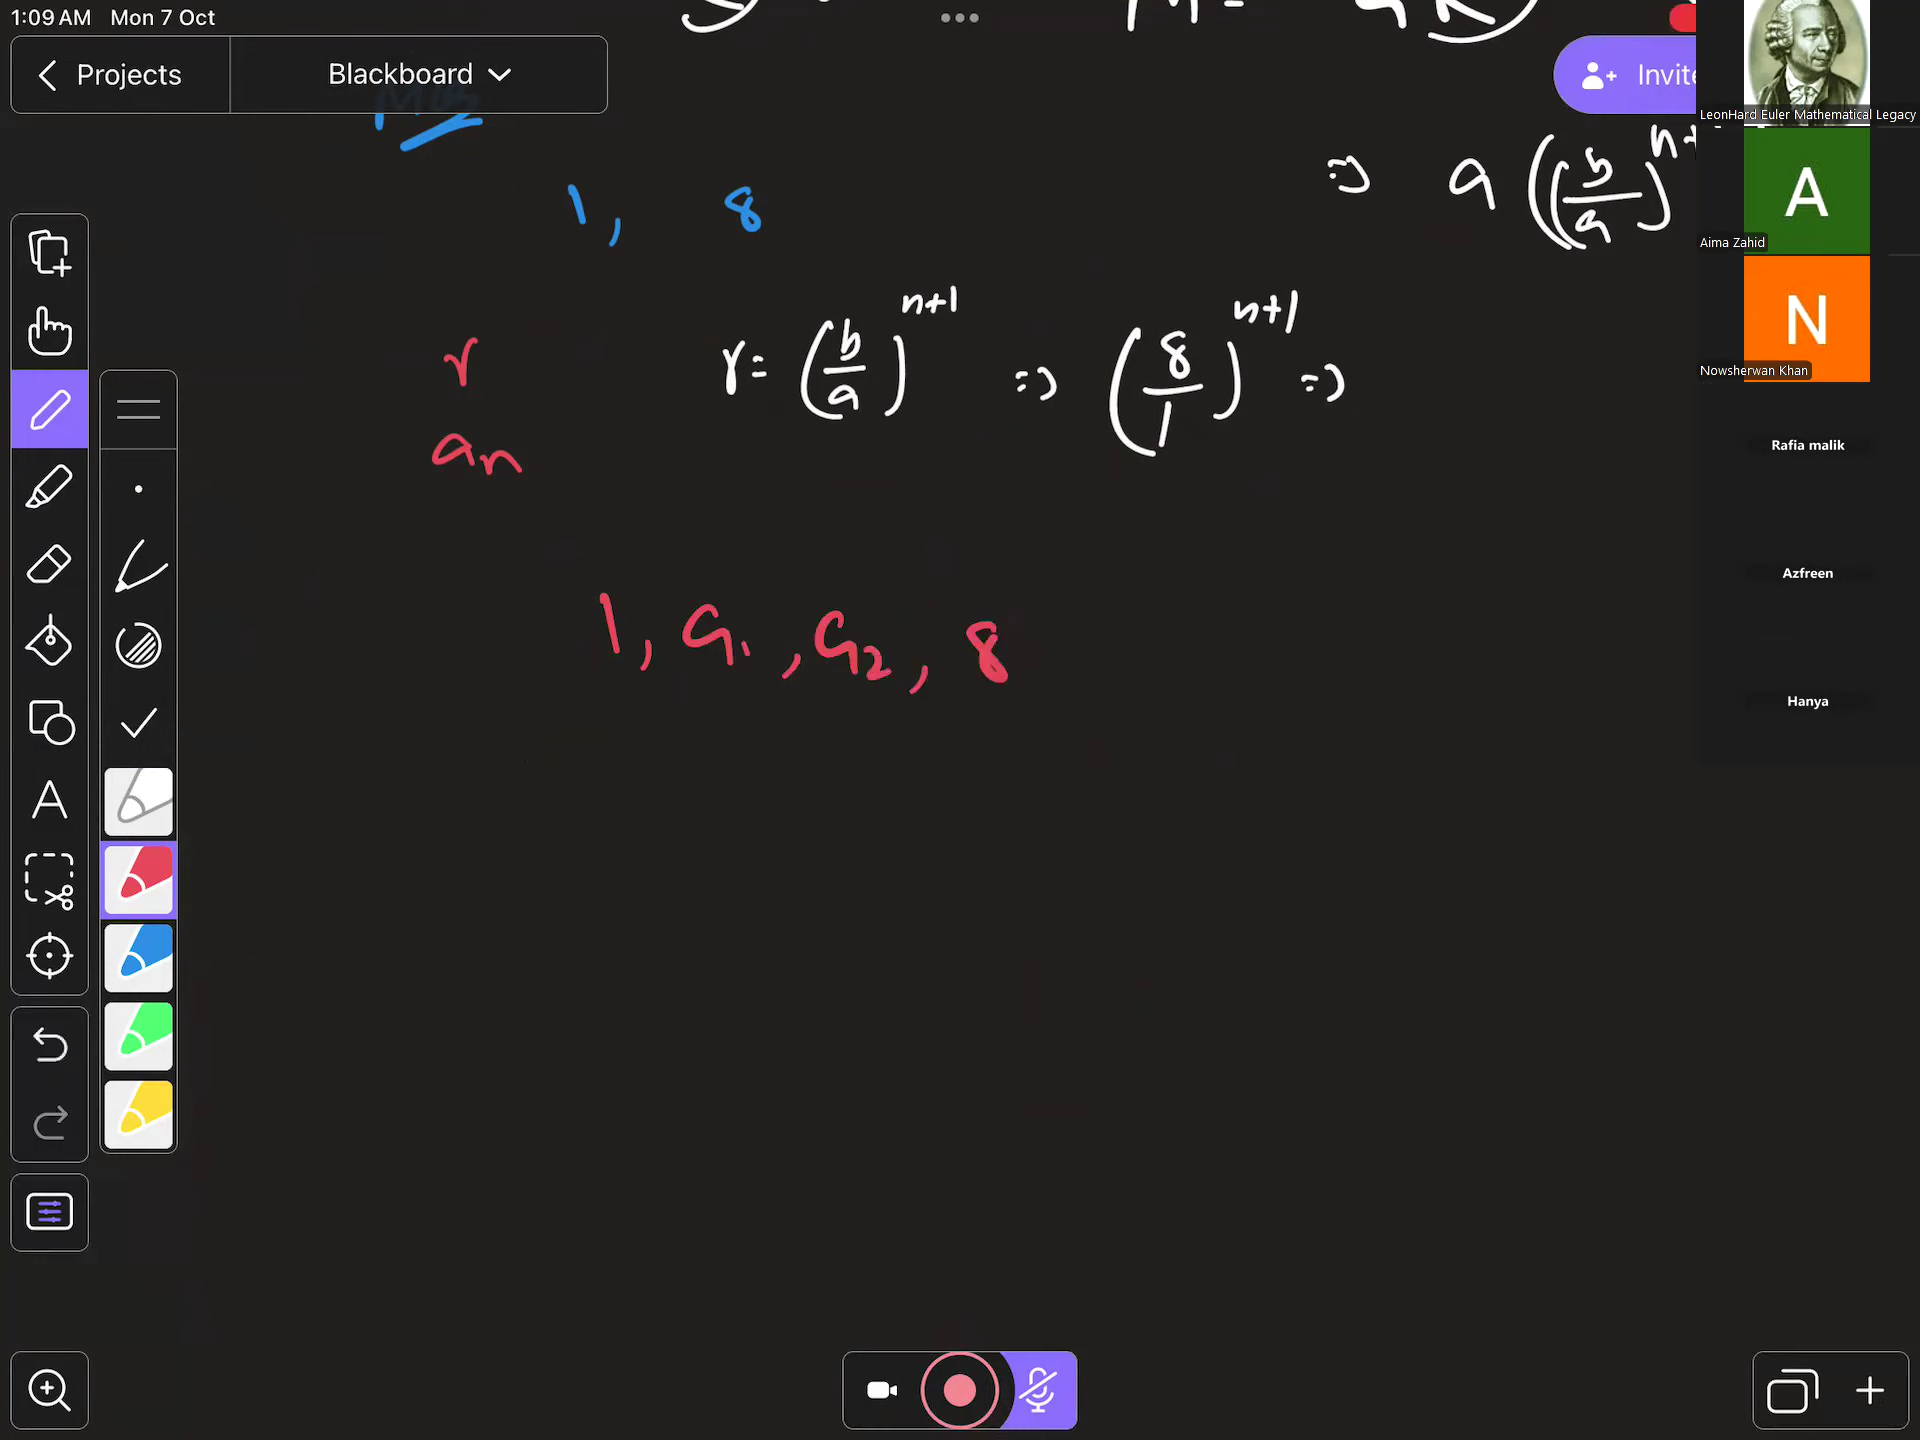 1:09 AM Mon 7 Oct
Projects
Blackboard
Invite
LeonHard Euler Mathematical Legacy
1, 8
=> a ((b/a)^n+
A
Aima Zahid
r
r = (b/a)^n+1 => (8/1)^n+1 =>
N
Nowsherwan Khan
an
Rafia malik
Azfreen
1, G1, G2, 8
Hanya
A